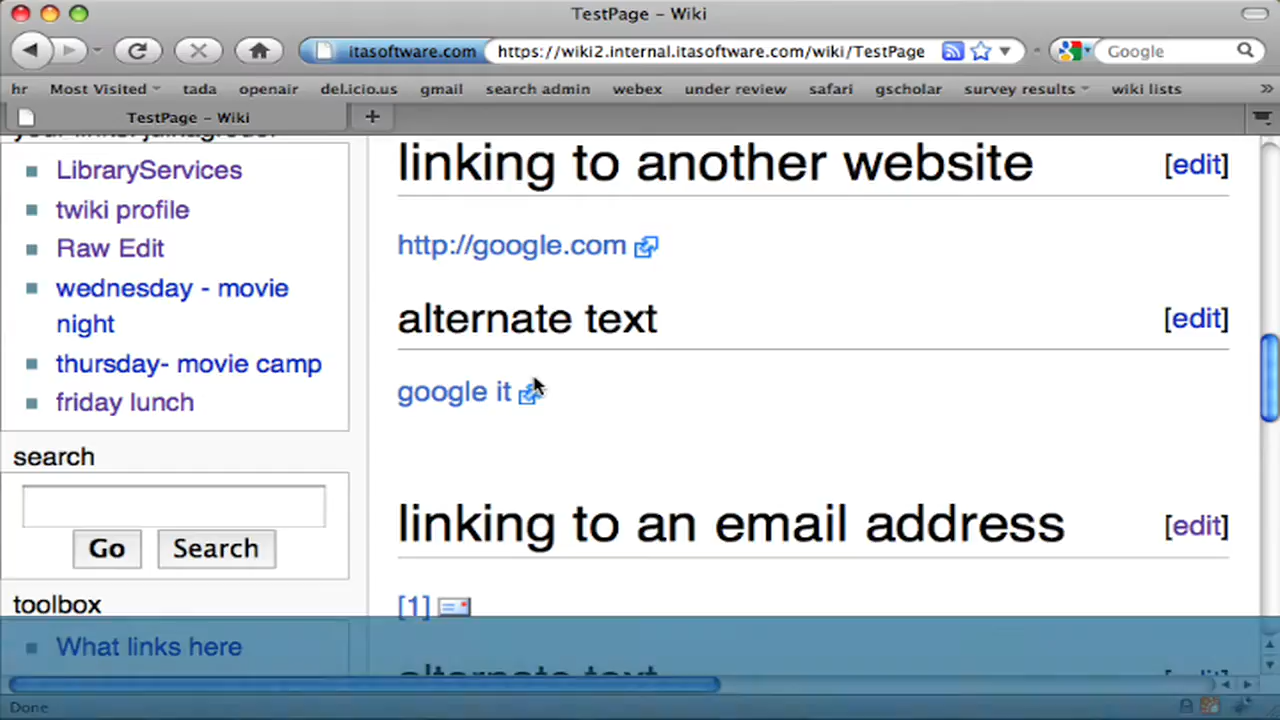 TestPage – Wiki
itasoftware.com https://wiki2.internal.itasoftware.com/wiki/TestPage Google
hr Most Visited tada openair del.icio.us gmail search admin webex under review safari gscholar survey results wiki lists »
TestPage – Wiki +
LibraryServices
twiki profile
Raw Edit
wednesday - movie
night
thursday- movie camp
friday lunch
search
Go Search
toolbox
What links here
linking to another website [edit]
http://google.com
alternate text [edit]
google it
linking to an email address [edit]
[1]
alternate text [edit]
Done